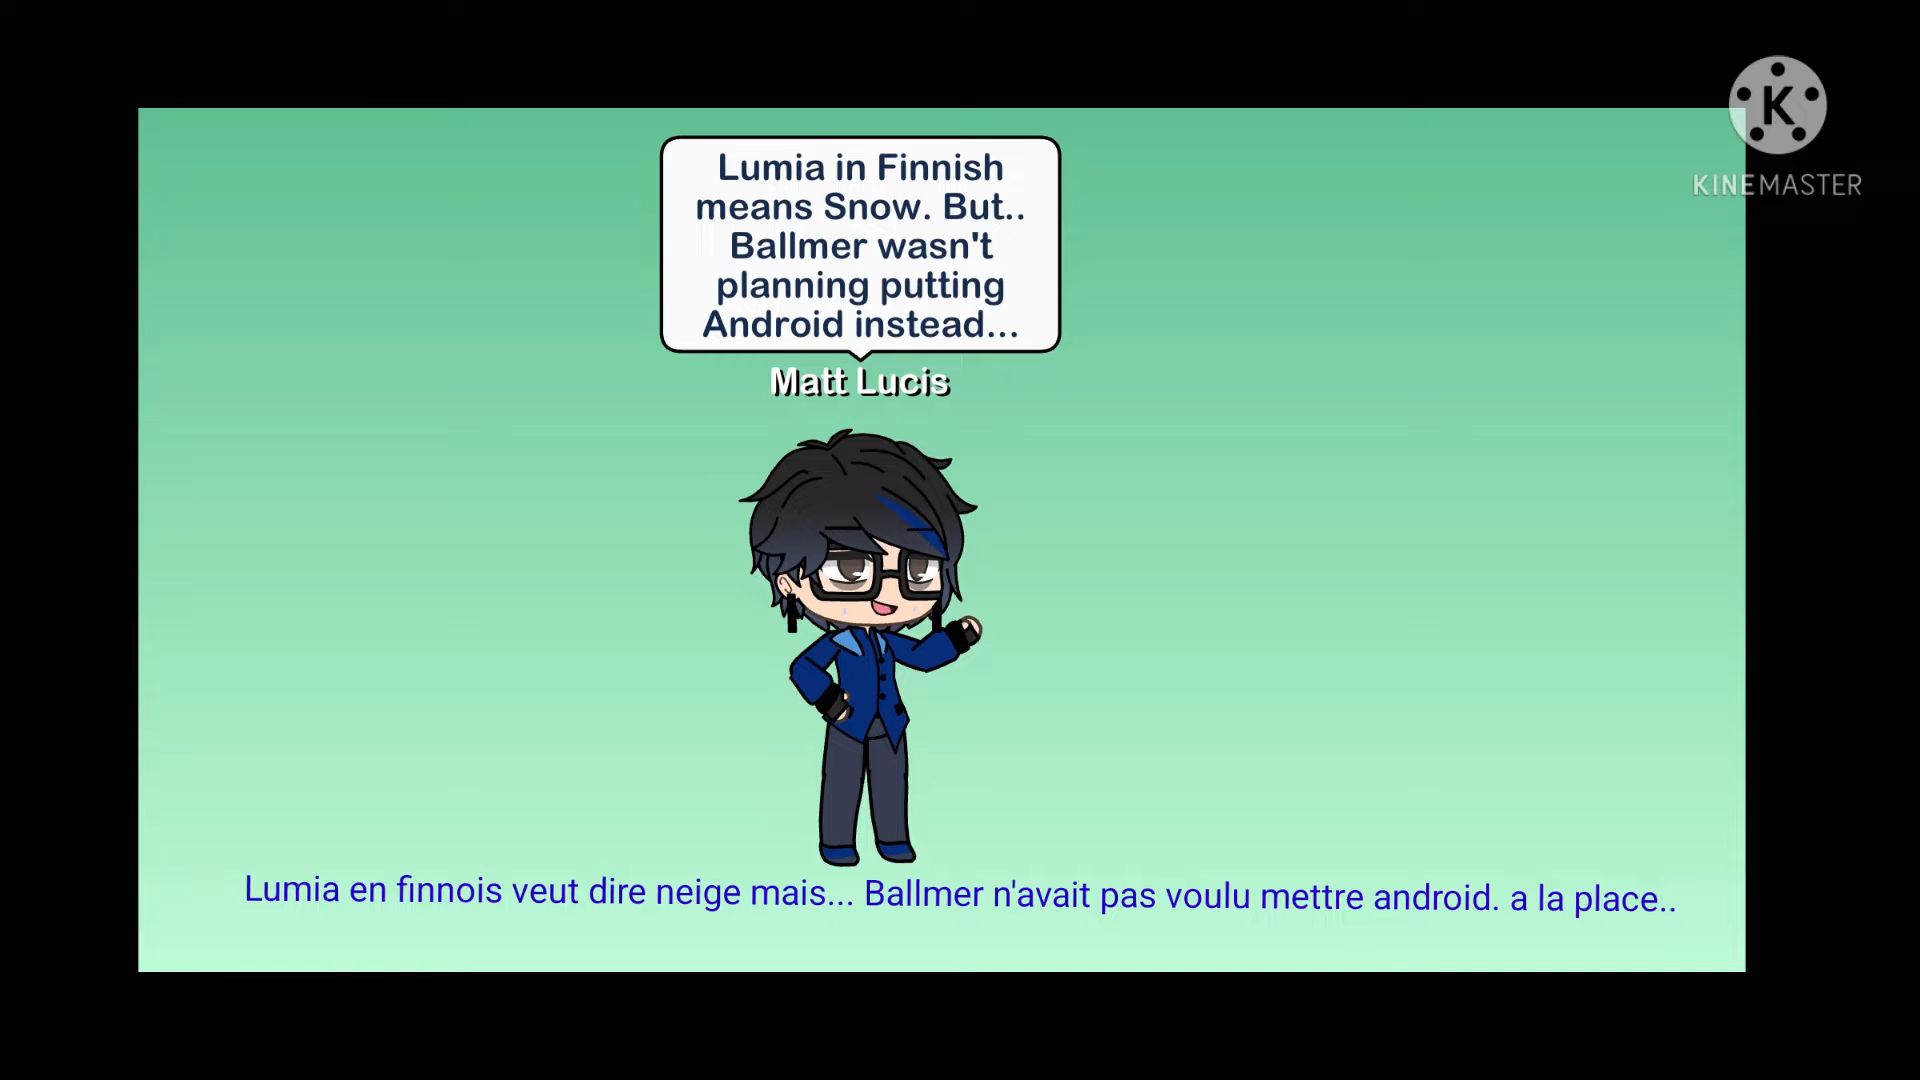 Lumia in Finnish
means Snow. But..
Ballmer wasn't
planning putting
Android instead...
Matt Lucis
K
KINEMASTER
Lumia en finnois veut dire neige mais... Ballmer n'avait pas voulu mettre android. a la place..